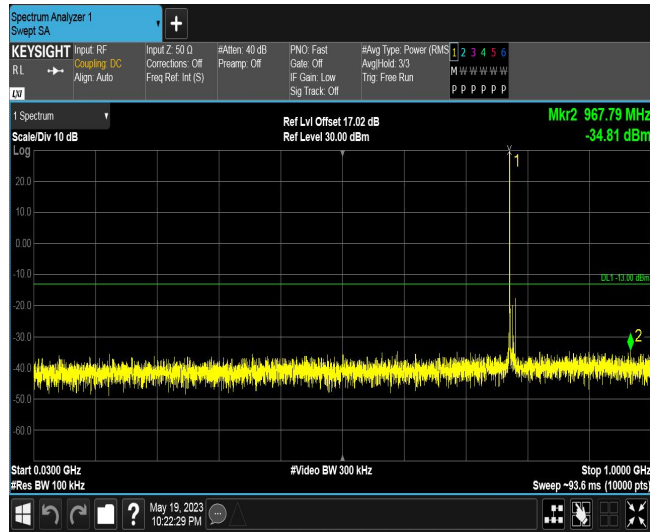 Spectrum Analyzer 1
Swept SA
+
KEYSIGHT
RL
LXI
Input: RF
Coupling: DC
Align: Auto
Input Z: 50 Ω
Corrections: Off
Freq Ref: Int (S)
#Atten: 40 dB
Preamp: Off
PNO: Fast
Gate: Off
IF Gain: Low
Sig Track: Off
#Avg Type: Power (RMS
Avg|Hold: 3/3
Trig: Free Run
1 2 3 4 5 6
M W W W W W
P P P P P P
1 Spectrum
Scale/Div 10 dB
Log
Ref Lvl Offset 17.02 dB
Ref Level 30.00 dBm
Mkr2 967.79 MHz
-34.81 dBm
1
20.0
10.0
0.00
-10.0
DL1 -13.00 dBm
-20.0
-30.0
2
-40.0
-50.0
-60.0
Start 0.0300 GHz
#Res BW 100 kHz
#Video BW 300 kHz
Stop 1.0000 GHz
Sweep ~93.6 ms (10000 pts)
?
May 19, 2023
10:22:29 PM